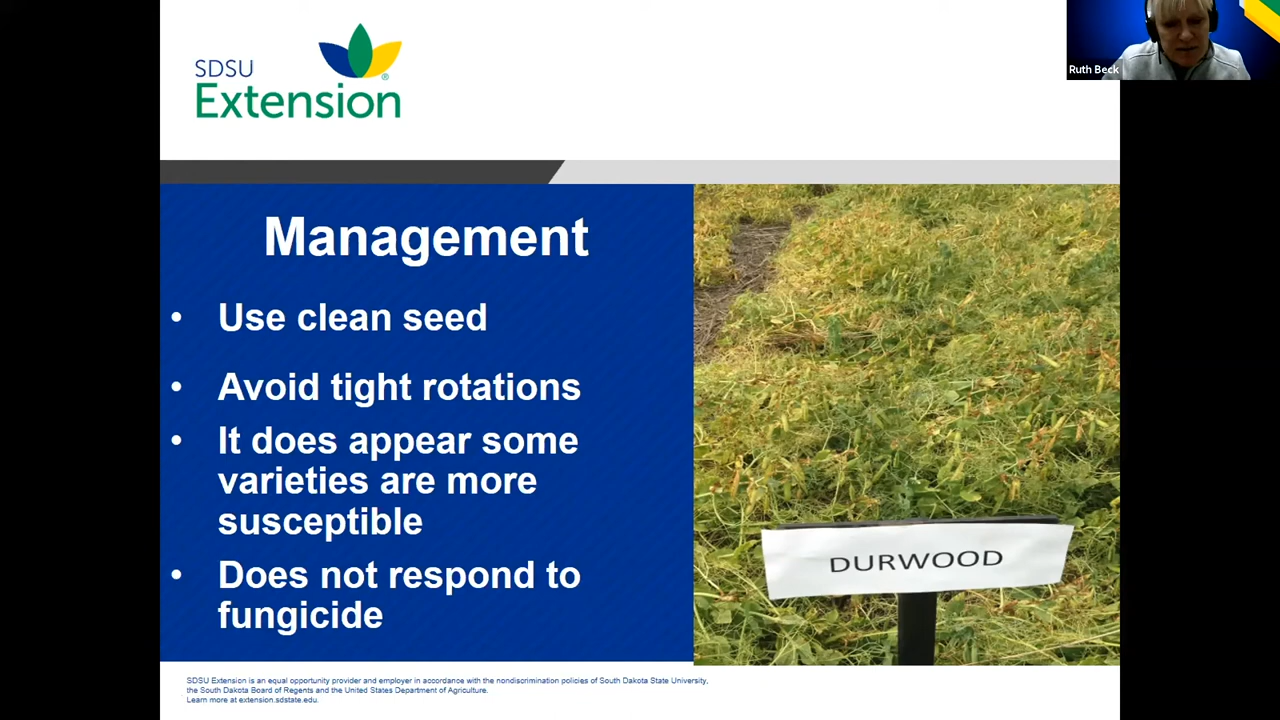 SDSU
Extension
®
Ruth Beck
Management
• Use clean seed
• Avoid tight rotations
• It does appear some
varieties are more
susceptible
• Does not respond to
fungicide
DURWOOD
SDSU Extension is an equal opportunity provider and employer in accordance with the nondiscrimination policies of South Dakota State University,
the South Dakota Board of Regents and the United States Department of Agriculture.
Learn more at extension.sdstate.edu.